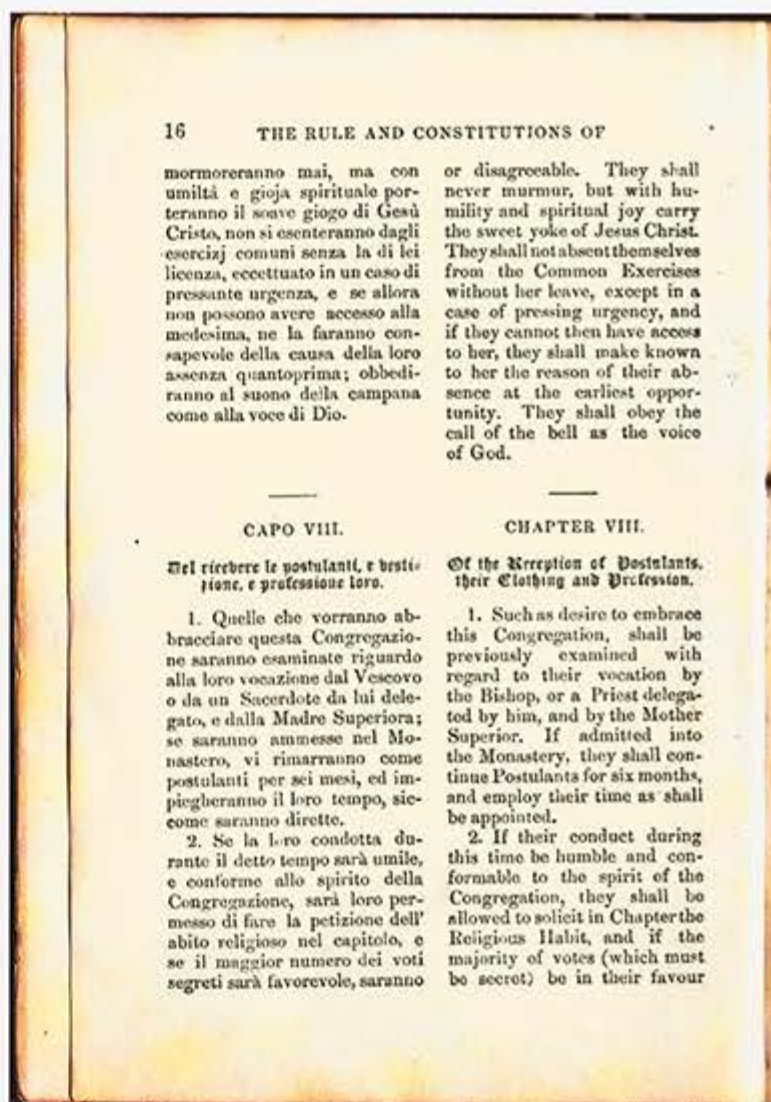 16 THE RULE AND CONSTITUTIONS OF
mormoreranno mai, ma con
umiltà e gioja spirituale por-
teranno il soave giogo di Gesù
Cristo, non si esenteranno dagli
esercizj comuni senza la di lei
licenza, eccettuato in un caso di
pressante urgenza, e se allora
non possono avere accesso alla
medesima, ne la faranno con-
sapevole della causa della loro
assenza quantoprima; obbedi-
ranno al suono della campana
come alla voce di Dio.
CAPO VIII.
Del ricevere le postulanti, e vesti-
zione, e professione loro.
1. Quelle che vorranno ab-
bracciare questa Congregazio-
ne saranno esaminate riguardo
alla loro vocazione dal Vescovo
o da un Sacerdote da lui dele-
gato, e dalla Madre Superiora;
se saranno ammesse nel Mo-
nastero, vi rimarranno come
postulanti per sei mesi, ed im-
piegheranno il loro tempo, sic-
come saranno dirette.
2. Se la loro condotta du-
rante il detto tempo sarà umile,
e conforme allo spirito della
Congregazione, sarà loro per-
messo di fare la petizione dell'
abito religioso nel capitolo, e
se il maggior numero dei voti
segreti sarà favorevole, saranno
or disagreeable. They shall
never murmur, but with hu-
mility and spiritual joy carry
the sweet yoke of Jesus Christ.
They shall not absent themselves
from the Common Exercises
without her leave, except in a
case of pressing urgency, and
if they cannot then have access
to her, they shall make known
to her the reason of their ab-
sence at the earliest oppor-
tunity. They shall obey the
call of the bell as the voice
of God.
CHAPTER VIII.
Of the Reception of Postulants,
their Clothing and Profession.
1. Such as desire to embrace
this Congregation, shall be
previously examined with
regard to their vocation by
the Bishop, or a Priest delega-
ted by him, and by the Mother
Superior. If admitted into
the Monastery, they shall con-
tinue Postulants for six months,
and employ their time as shall
be appointed.
2. If their conduct during
this time be humble and con-
formable to the spirit of the
Congregation, they shall be
allowed to solicit in Chapter the
Religious Habit, and if the
majority of votes (which must
be secret) be in their favour